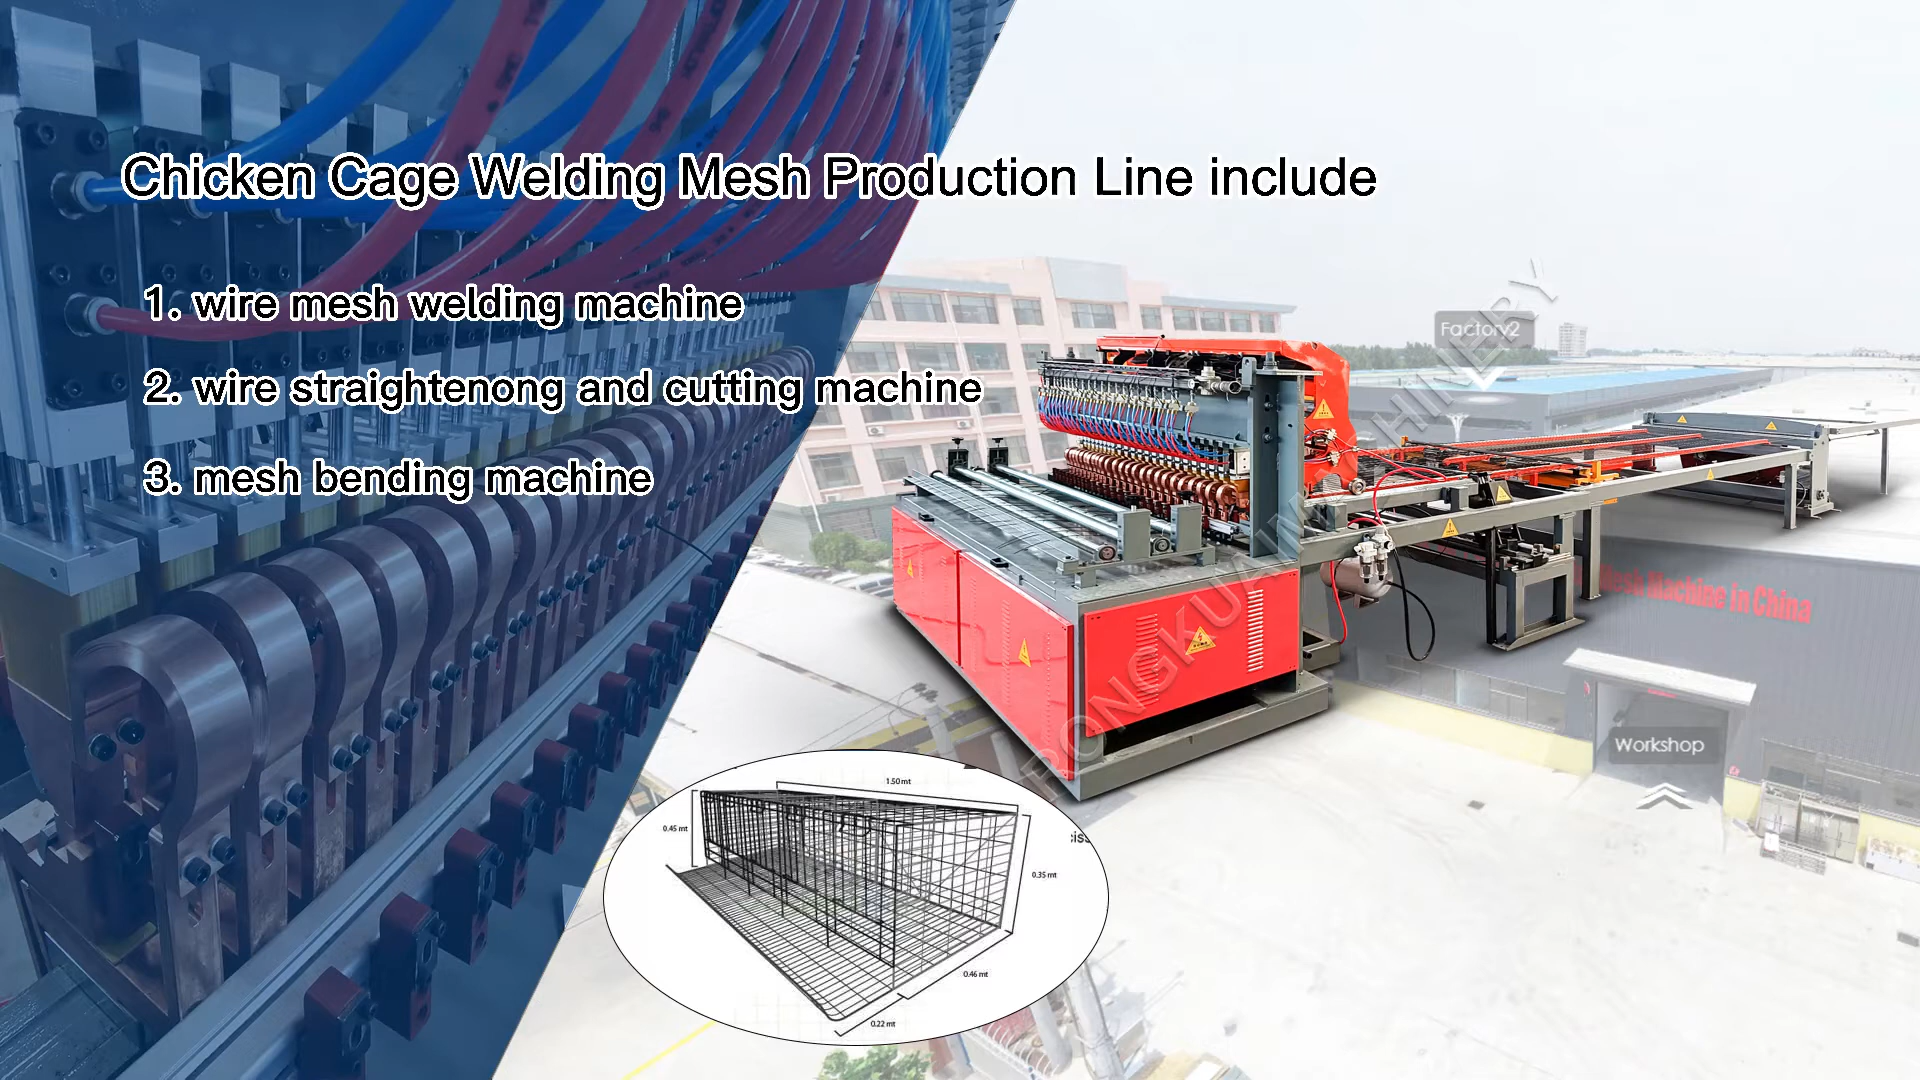 Chicken Cage Welding Mesh Production Line include
1. wire mesh welding machine
2. wire straightenong and cutting machine
3. mesh bending machine
Factory2
Mesh Machine in China
Workshop
1.50 mt
0.45 mt
0.35 mt
0.46 mt
0.22 mt